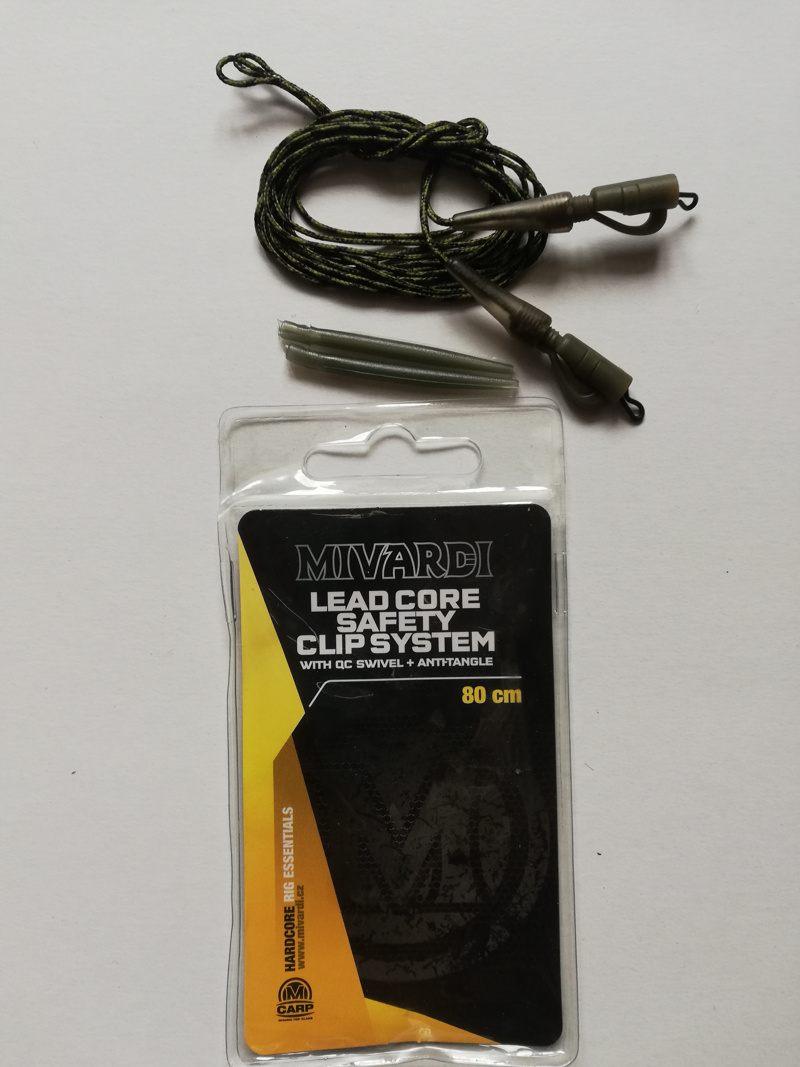 MIVARDI
LEAD CORE
SAFETY
CLIP SYSTEM
WITH QC SWIVEL + ANTI-TANGLE
80 cm
HARDCORE RIG ESSENTIALS
www.mivardi.cz
M
CARP